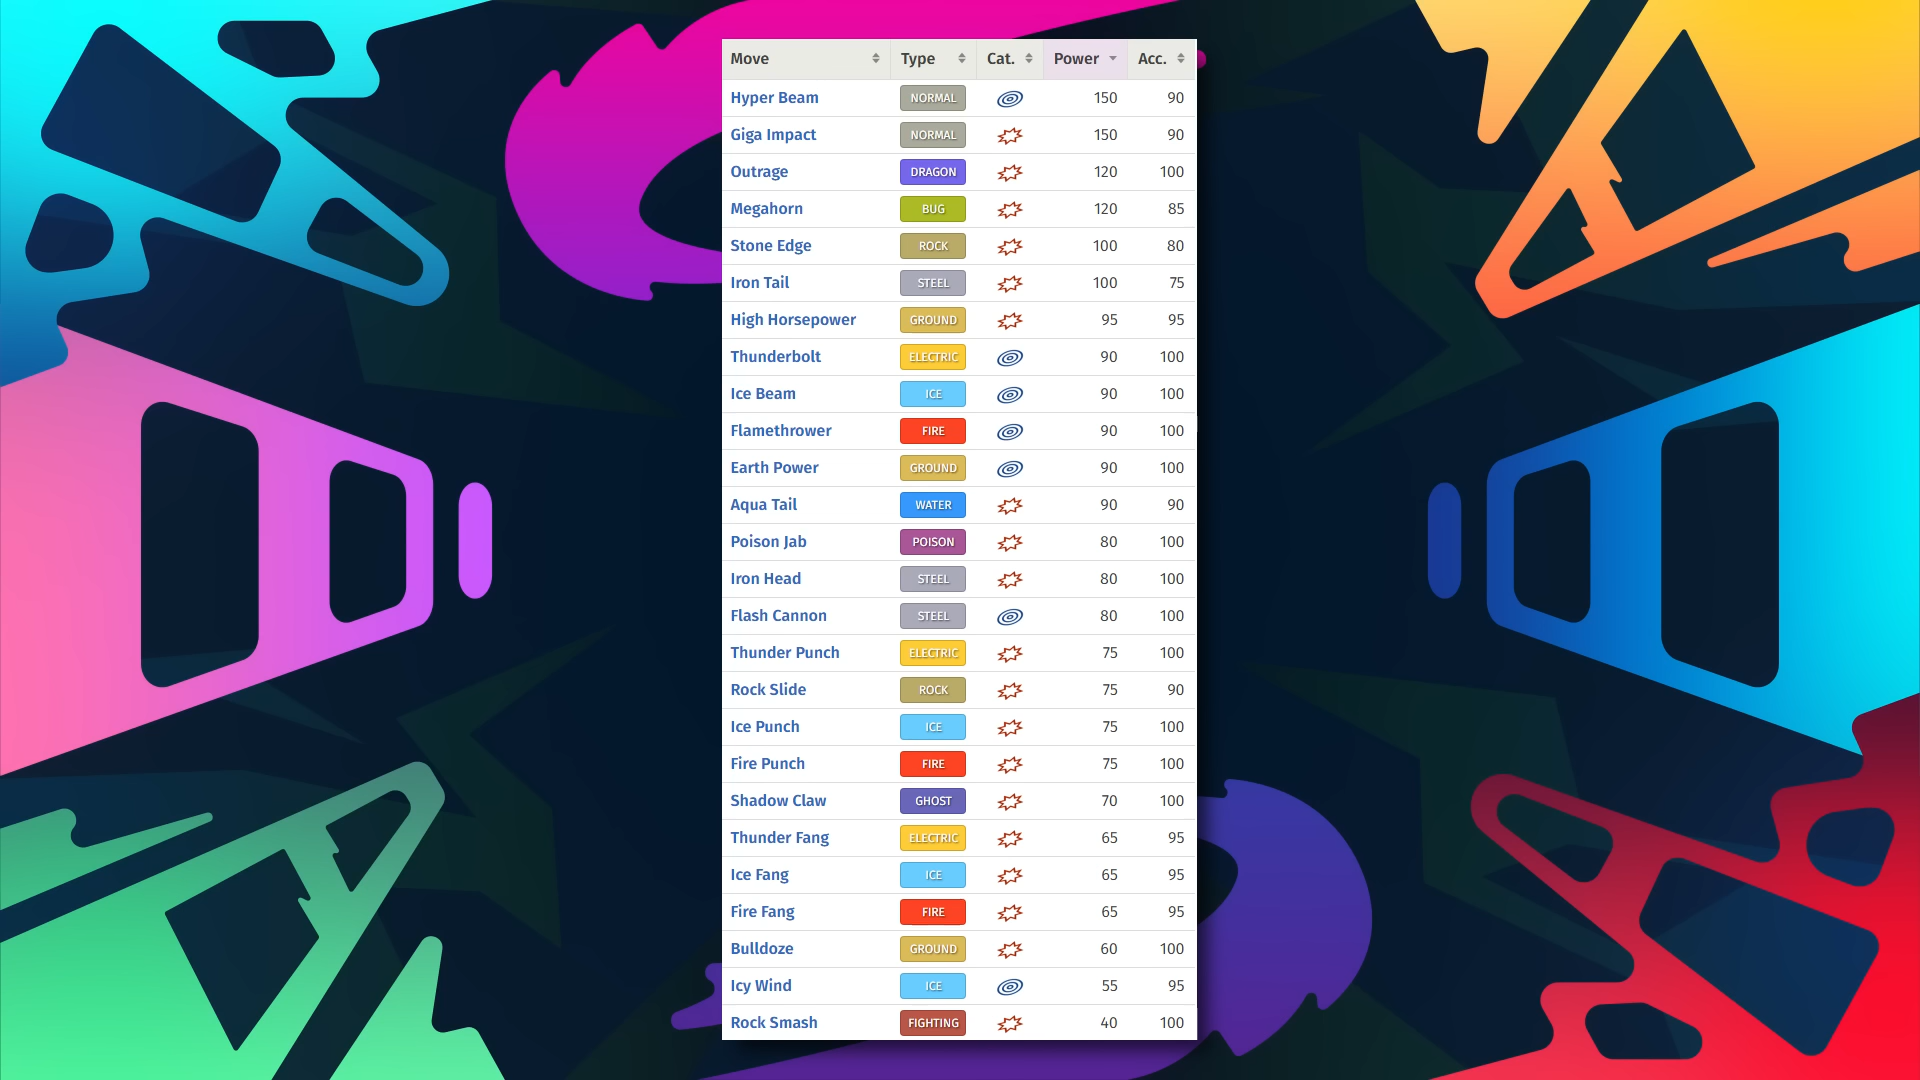 Move Type Cat. Power Acc.
Hyper Beam NORMAL 150 90
Giga Impact NORMAL 150 90
Outrage DRAGON 120 100
Megahorn BUG 120 85
Stone Edge ROCK 100 80
Iron Tail STEEL 100 75
High Horsepower GROUND 95 95
Thunderbolt ELECTRIC 90 100
Ice Beam ICE 90 100
Flamethrower FIRE 90 100
Earth Power GROUND 90 100
Aqua Tail WATER 90 90
Poison Jab POISON 80 100
Iron Head STEEL 80 100
Flash Cannon STEEL 80 100
Thunder Punch ELECTRIC 75 100
Rock Slide ROCK 75 90
Ice Punch ICE 75 100
Fire Punch FIRE 75 100
Shadow Claw GHOST 70 100
Thunder Fang ELECTRIC 65 95
Ice Fang ICE 65 95
Fire Fang FIRE 65 95
Bulldoze GROUND 60 100
Icy Wind ICE 55 95
Rock Smash FIGHTING 40 100